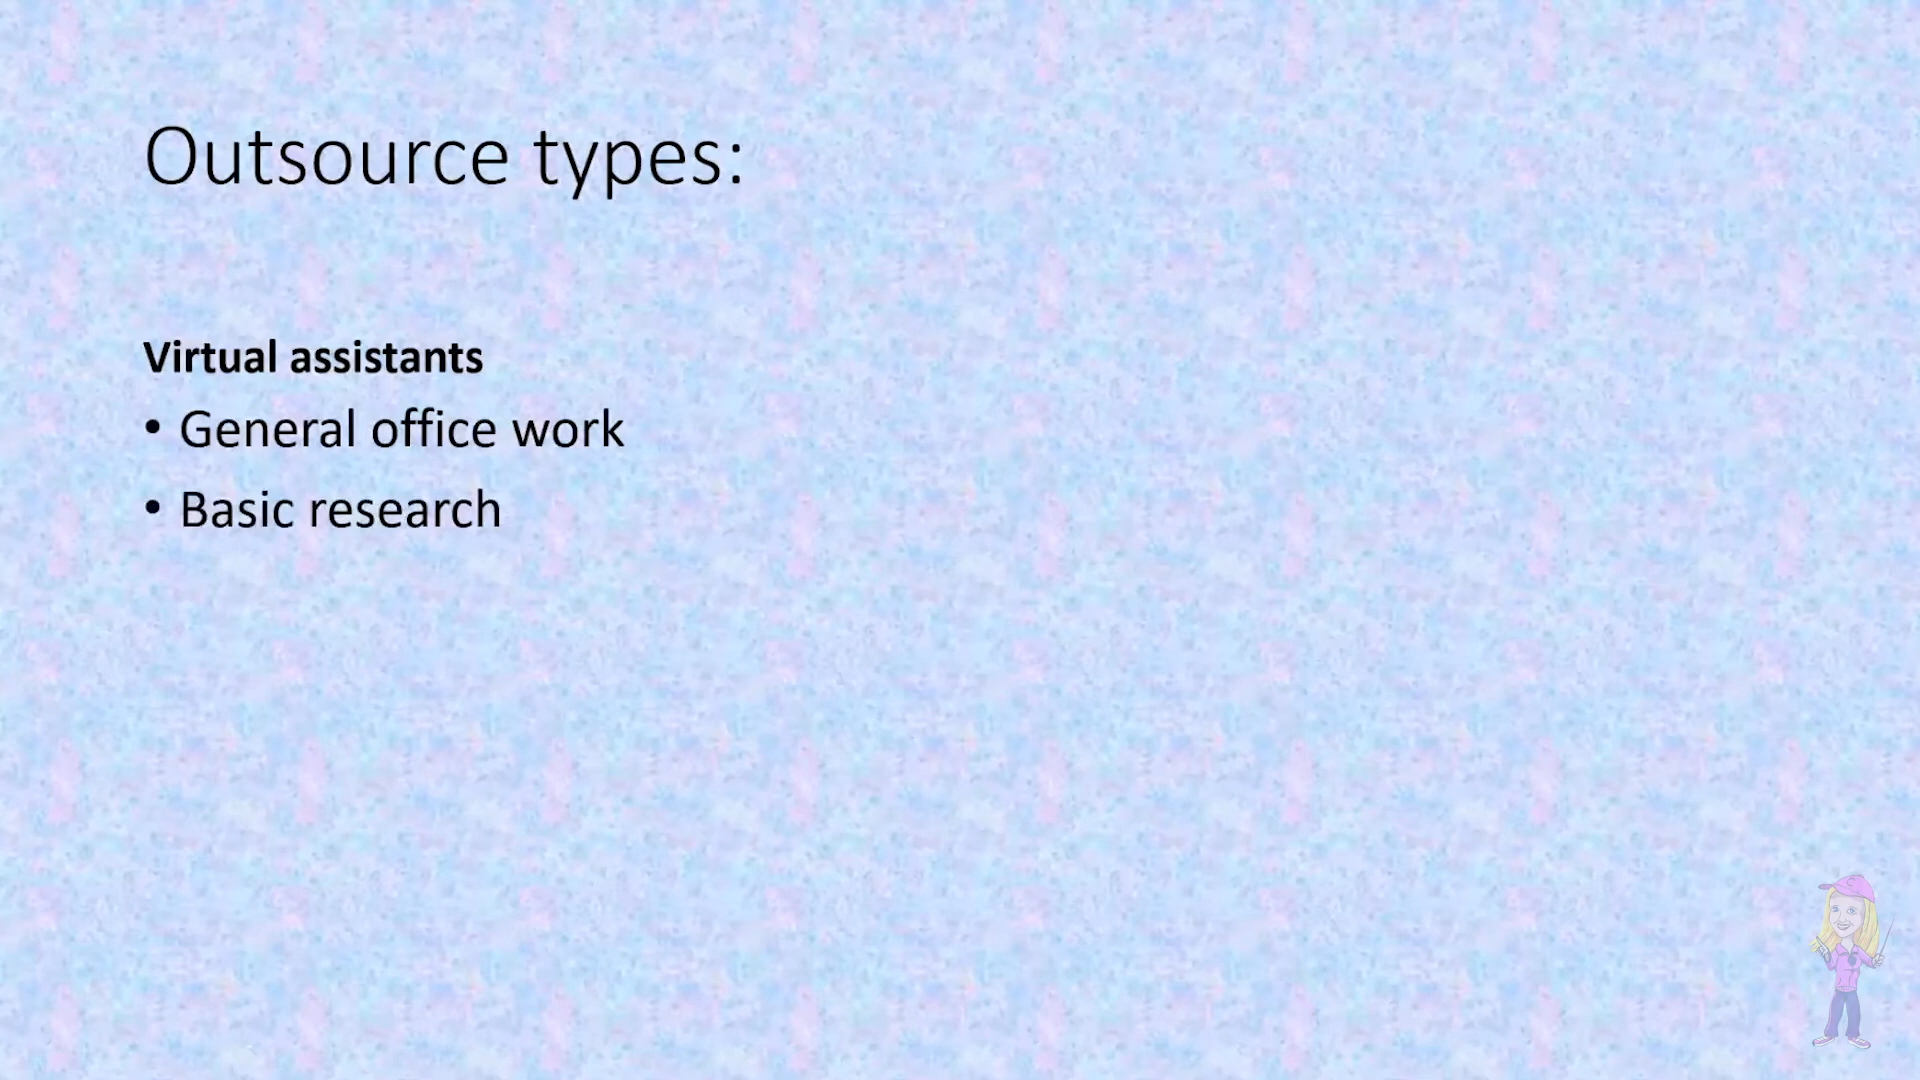 Outsource types:
Virtual assistants
• General office work
• Basic research